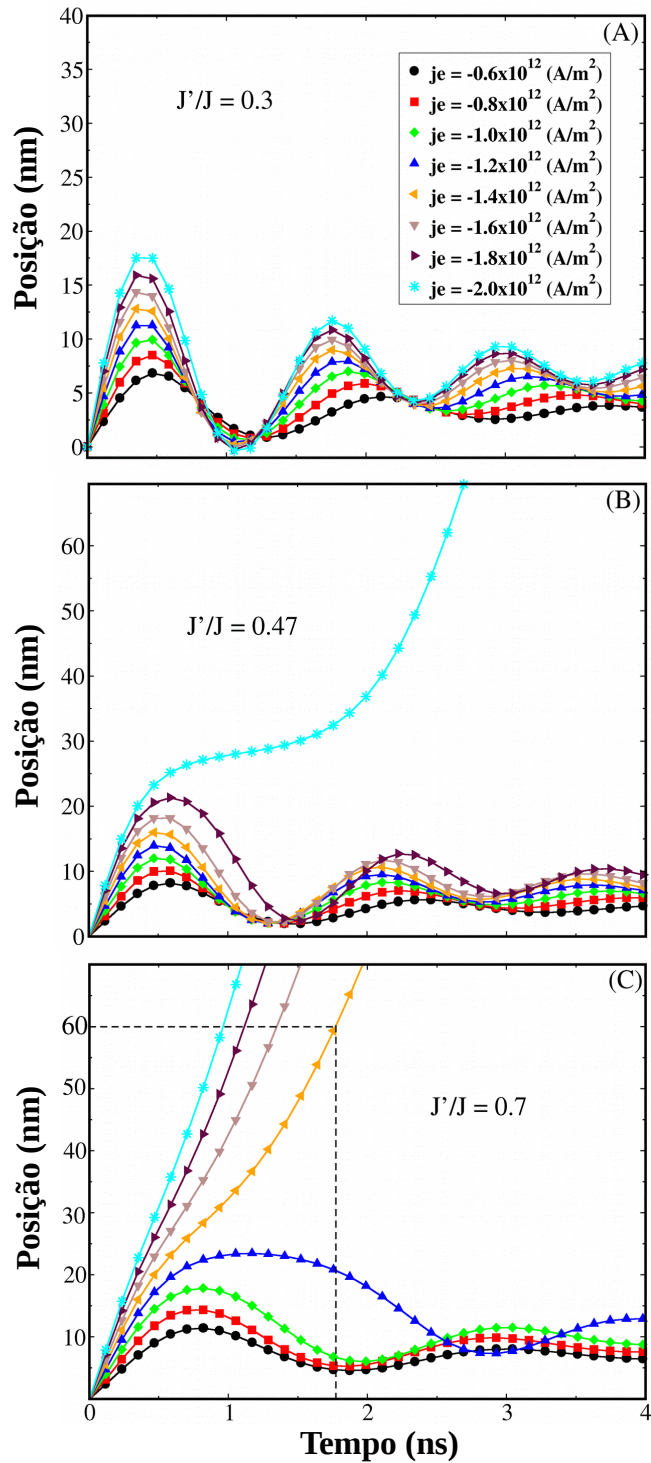 (A)
J'/J = 0.3
je = -0.6x10^12 (A/m^2)
je = -0.8x10^12 (A/m^2)
je = -1.0x10^12 (A/m^2)
je = -1.2x10^12 (A/m^2)
je = -1.4x10^12 (A/m^2)
je = -1.6x10^12 (A/m^2)
je = -1.8x10^12 (A/m^2)
je = -2.0x10^12 (A/m^2)
40
35
30
25
20
15
10
5
0
Posição (nm)
(B)
J'/J = 0.47
60
50
40
30
20
10
0
Posição (nm)
(C)
J'/J = 0.7
60
50
40
30
20
10
Posição (nm)
0 1 2 3 4
Tempo (ns)